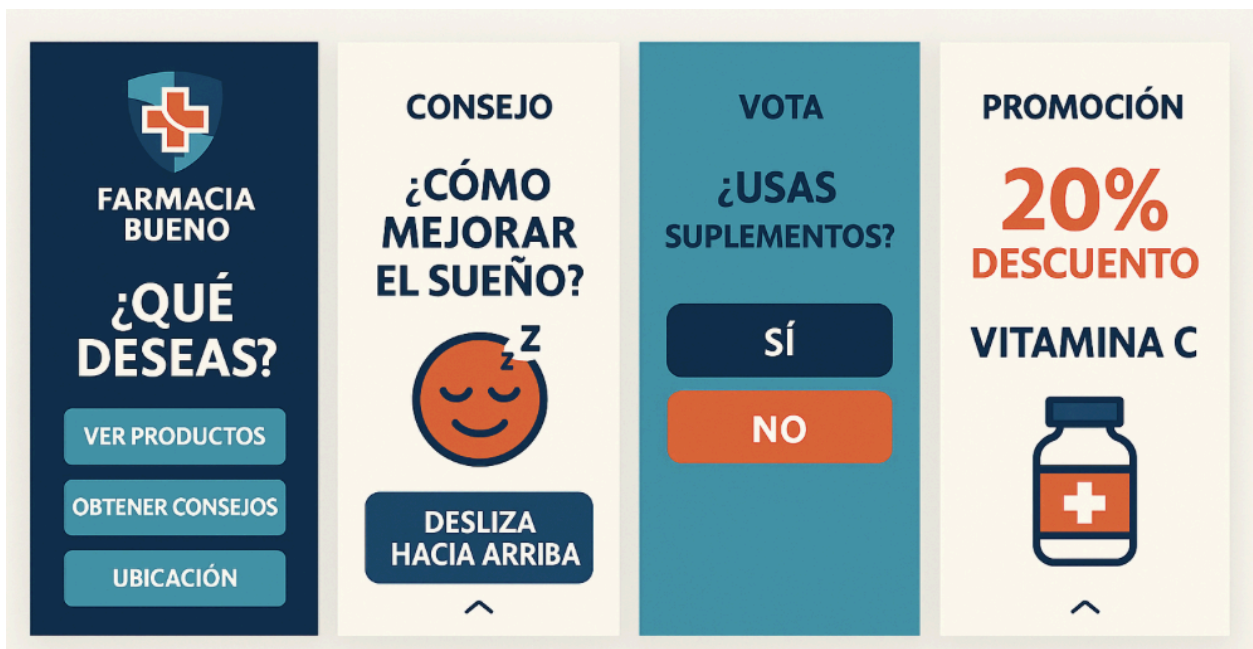 FARMACIA
BUENO
¿QUÉ
DESEAS?
VER PRODUCTOS
OBTENER CONSEJOS
UBICACIÓN
CONSEJO
¿CÓMO
MEJORAR
EL SUEÑO?
z Z
DESLIZA
HACIA ARRIBA
VOTA
¿USAS
SUPLEMENTOS?
SÍ
NO
PROMOCIÓN
20%
DESCUENTO
VITAMINA C